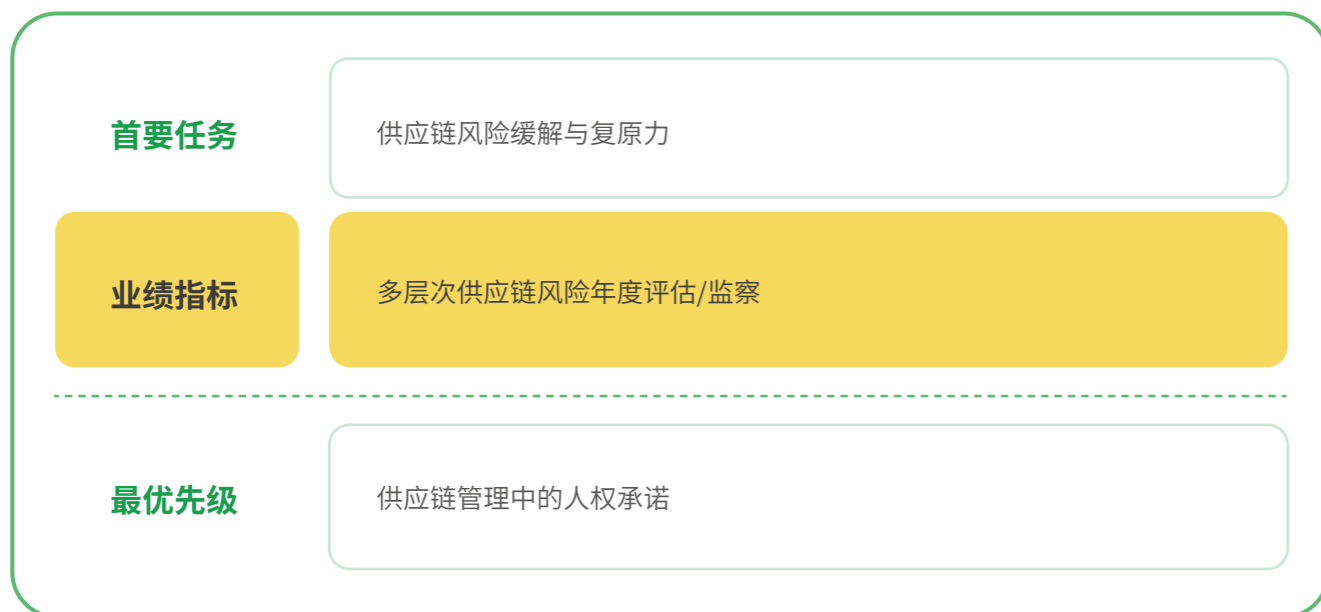 首要任务
供应链风险缓解与复原力
业绩指标
多层次供应链风险年度评估/监察
最优先级
供应链管理中的人权承诺